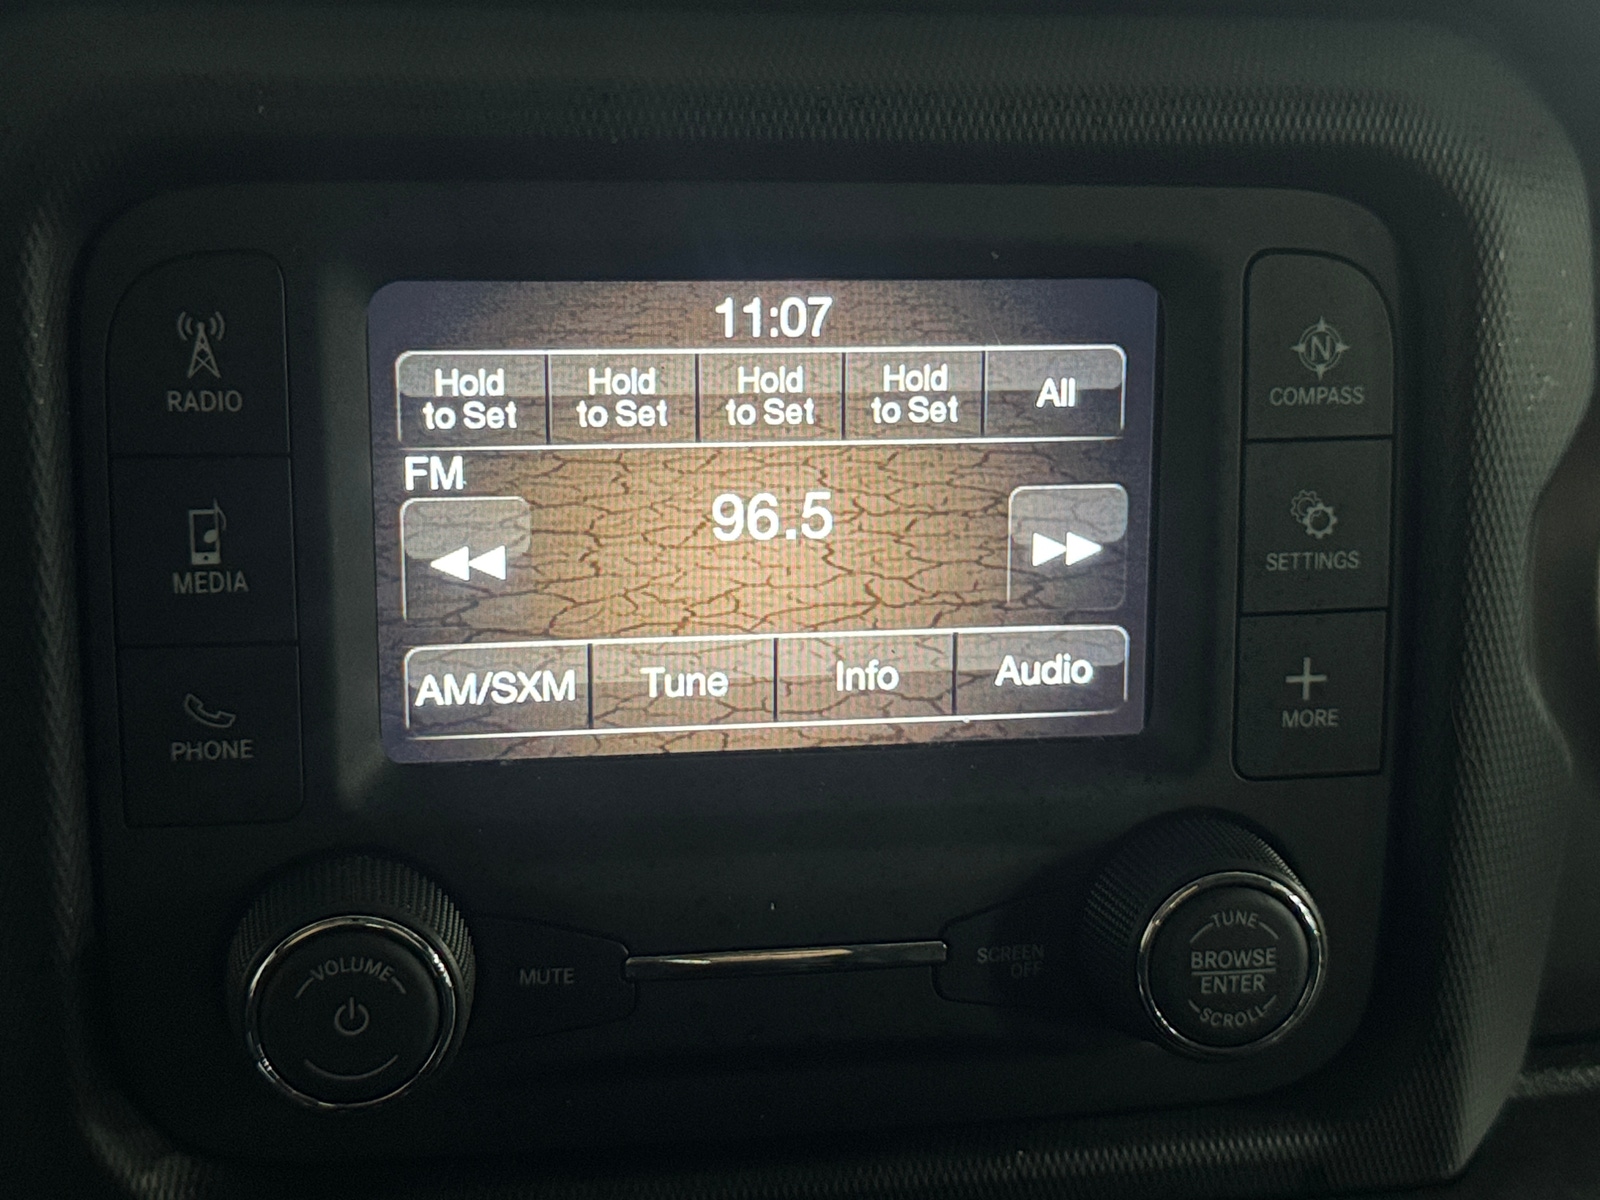 11:07
Hold
to Set
Hold
to Set
Hold
to Set
Hold
to Set
All
FM
96.5
AM/SXM
Tune
Info
Audio
RADIO
MEDIA
PHONE
N
COMPASS
SETTINGS
MORE
VOLUME
MUTE
SCREEN
OFF
TUNE
BROWSE
ENTER
SCROLL